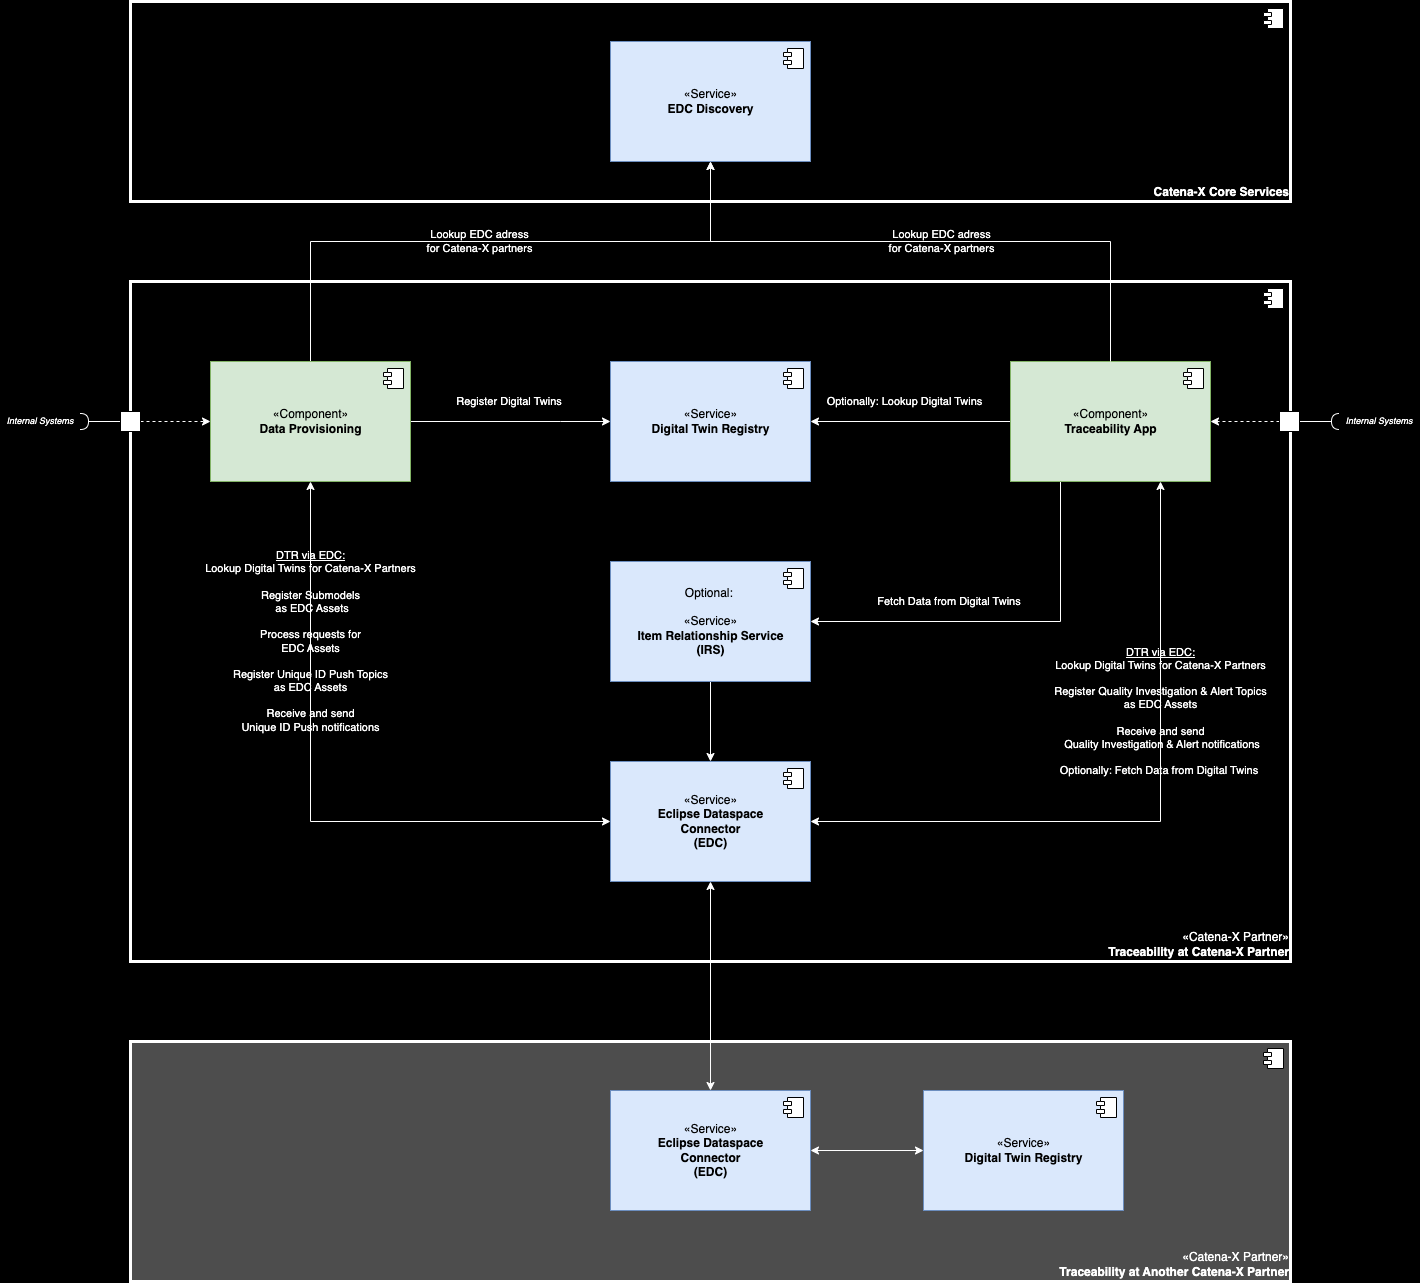 «Service»
EDC Discovery
Catena-X Core Services
Lookup EDC adress
for Catena-X partners
Lookup EDC adress
for Catena-X partners
Internal Systems
«Component»
Data Provisioning
Register Digital Twins
«Service»
Digital Twin Registry
Optionally: Lookup Digital Twins
«Component»
Traceability App
Internal Systems
DTR via EDC:
Lookup Digital Twins for Catena-X Partners
Register Submodels
as EDC Assets
Process requests for
EDC Assets
Register Unique ID Push Topics
as EDC Assets
Receive and send
Unique ID Push notifications
Optional:
«Service»
Item Relationship Service
(IRS)
Fetch Data from Digital Twins
DTR via EDC:
Lookup Digital Twins for Catena-X Partners
Register Quality Investigation & Alert Topics
as EDC Assets
Receive and send
Quality Investigation & Alert notifications
Optionally: Fetch Data from Digital Twins
«Service»
Eclipse Dataspace
Connector
(EDC)
«Catena-X Partner»
Traceability at Catena-X Partner
«Service»
Eclipse Dataspace
Connector
(EDC)
«Service»
Digital Twin Registry
«Catena-X Partner»
Traceability at Another Catena-X Partner